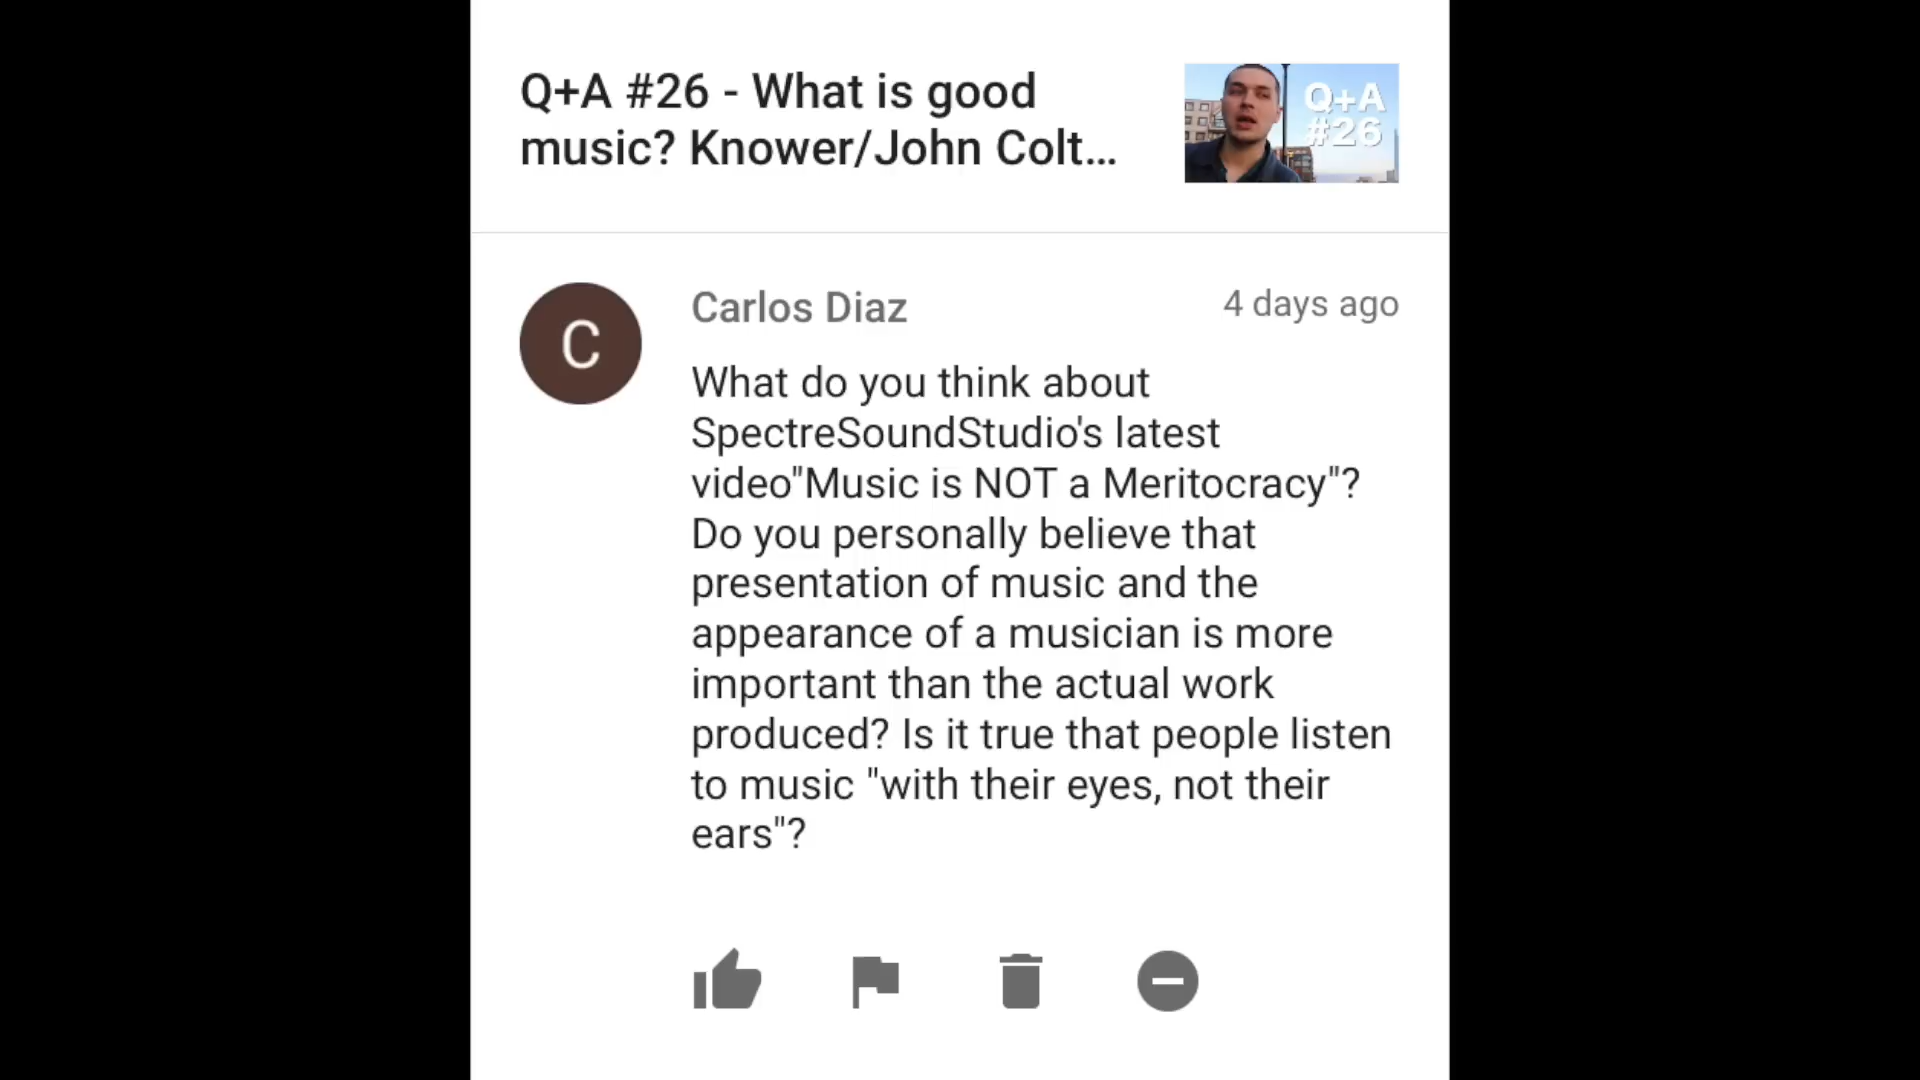 Q+A #26 - What is good
music? Knower/John Colt...
Q+A
#26
C
Carlos Diaz
4 days ago
What do you think about
SpectreSoundStudio's latest
video"Music is NOT a Meritocracy"?
Do you personally believe that
presentation of music and the
appearance of a musician is more
important than the actual work
produced? Is it true that people listen
to music "with their eyes, not their
ears"?